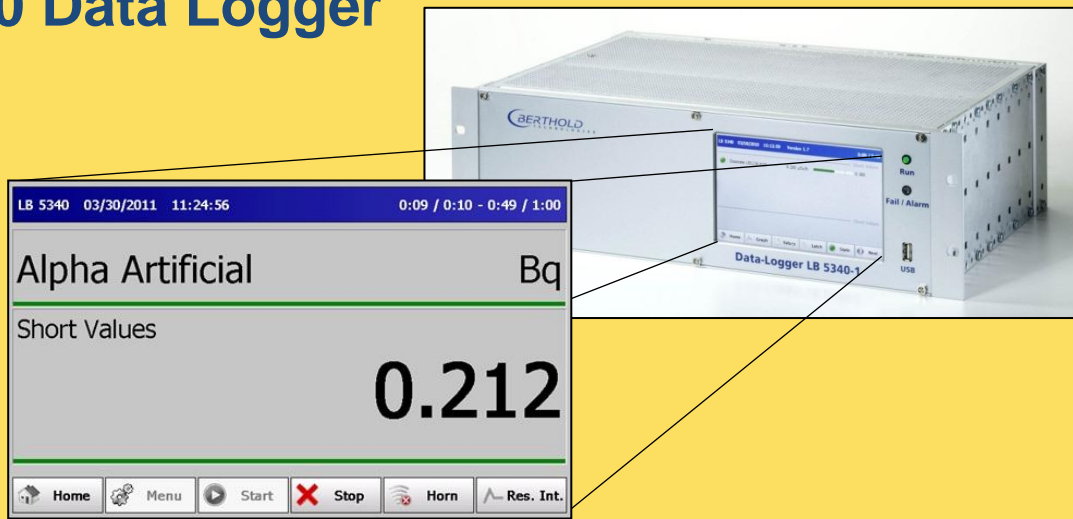 0 Data Logger
BERTHOLD
TECHNOLOGIES
Run
Fail / Alarm
USB
Data-Logger LB 5340-1
LB 5340 03/30/2011 11:24:56 0:09 / 0:10 - 0:49 / 1:00
Alpha Artificial Bq
Short Values
0.212
Home Menu Start Stop Horn Res. Int.